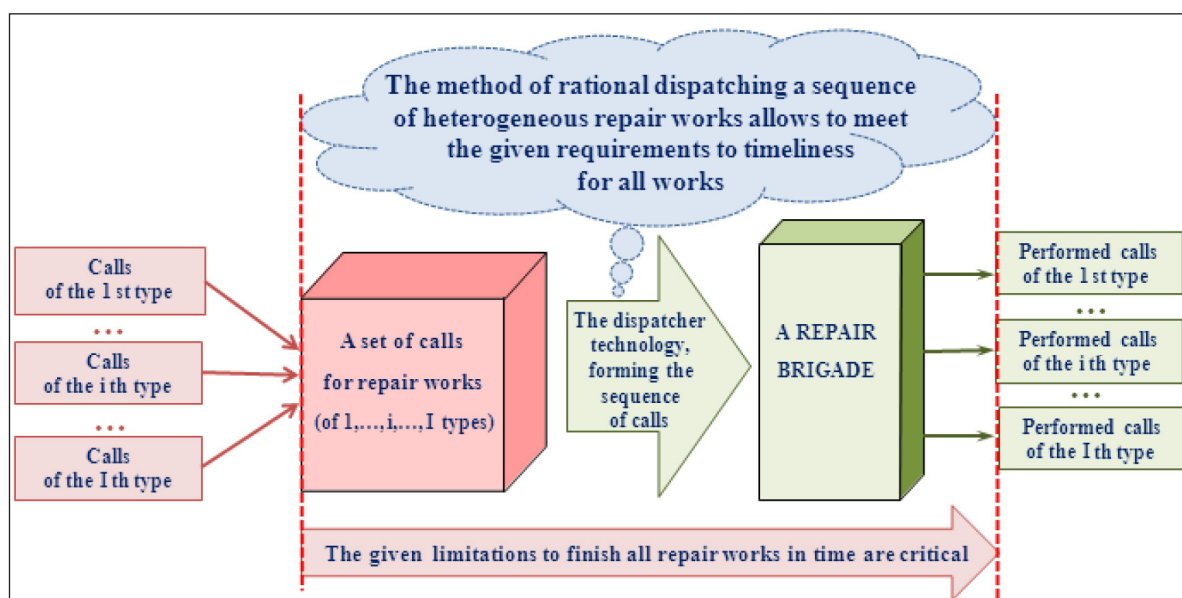 The method of rational dispatching a sequence
of heterogeneous repair works allows to meet
the given requirements to timeliness
for all works
Calls
of the 1 st type
...
Calls
of the i th type
...
Calls
of the I th type
A set of calls
for repair works
(of 1,...,i,...,I types)
The dispatcher
technology,
forming the
sequence
of calls
A REPAIR
BRIGADE
Performed calls
of the 1 st type
...
Performed calls
of the i th type
...
Performed calls
of the I th type
The given limitations to finish all repair works in time are critical